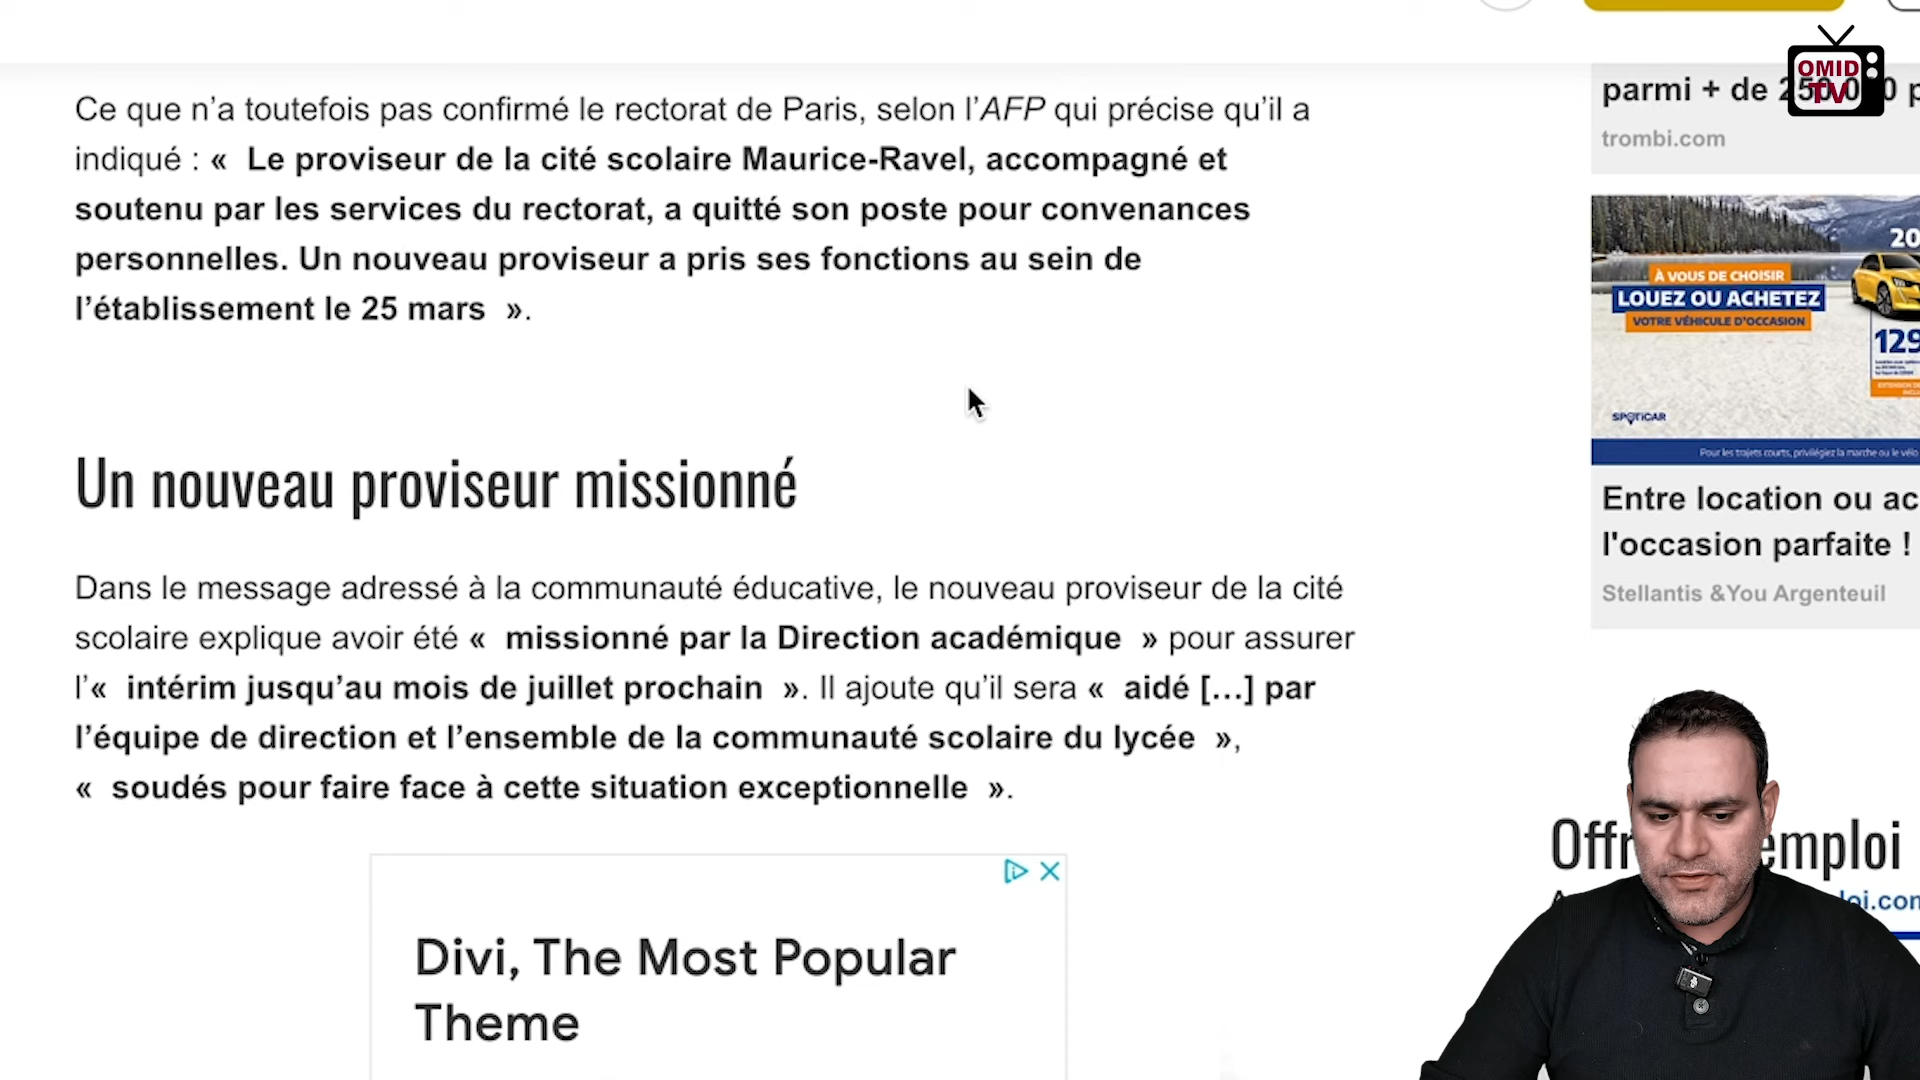 Ce que n’a toutefois pas confirmé le rectorat de Paris, selon l’AFP qui précise qu’il a
indiqué : «  Le proviseur de la cité scolaire Maurice-Ravel, accompagné et
soutenu par les services du rectorat, a quitté son poste pour convenances
personnelles. Un nouveau proviseur a pris ses fonctions au sein de
l’établissement le 25 mars  ».
Un nouveau proviseur missionné
Dans le message adressé à la communauté éducative, le nouveau proviseur de la cité
scolaire explique avoir été «  missionné par la Direction académique  » pour assurer
l’«  intérim jusqu’au mois de juillet prochain  ». Il ajoute qu’il sera «  aidé […] par
l’équipe de direction et l’ensemble de la communauté scolaire du lycée  »,
«  soudés pour faire face à cette situation exceptionnelle  ».
Divi, The Most Popular
Theme
OMID
TV
parmi + de
trombi.com
20
À VOUS DE CHOISIR
LOUEZ OU ACHETEZ
VOTRE VÉHICULE D'OCCASION
129
SPOTICAR
Pour les trajets courts, privilégiez la marche ou le vélo
Entre location ou ac
l'occasion parfaite !
Stellantis &You Argenteuil
Offr emploi
loi.com